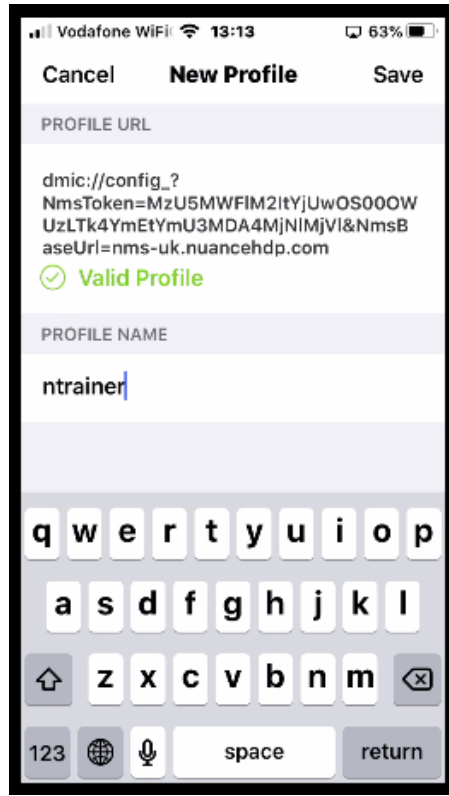 Vodafone WiFi 13:13 63%
Cancel New Profile Save
PROFILE URL
dmic://config_?
NmsToken=MzU5MWFlM2ItYjUwOS00OW
UzLTk4YmEtYmU3MDA4MjNlMjVl&NmsB
aseUrl=nms-uk.nuancehdp.com
Valid Profile
PROFILE NAME
ntrainer
q w e r t y u i o p
a s d f g h j k l
z x c v b n m
123 space return